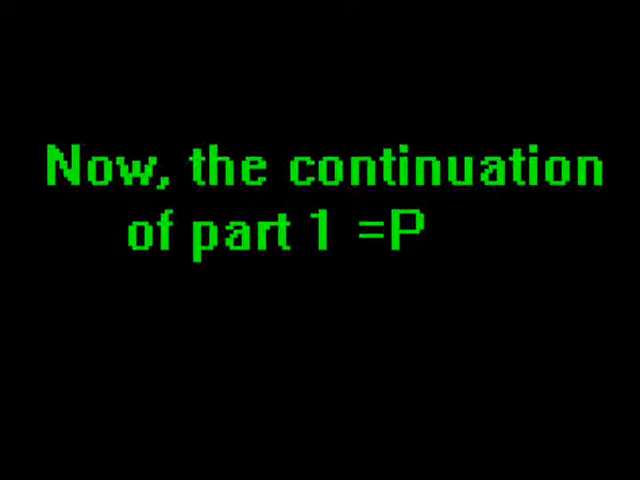 Now, the continuation
of part 1 =P